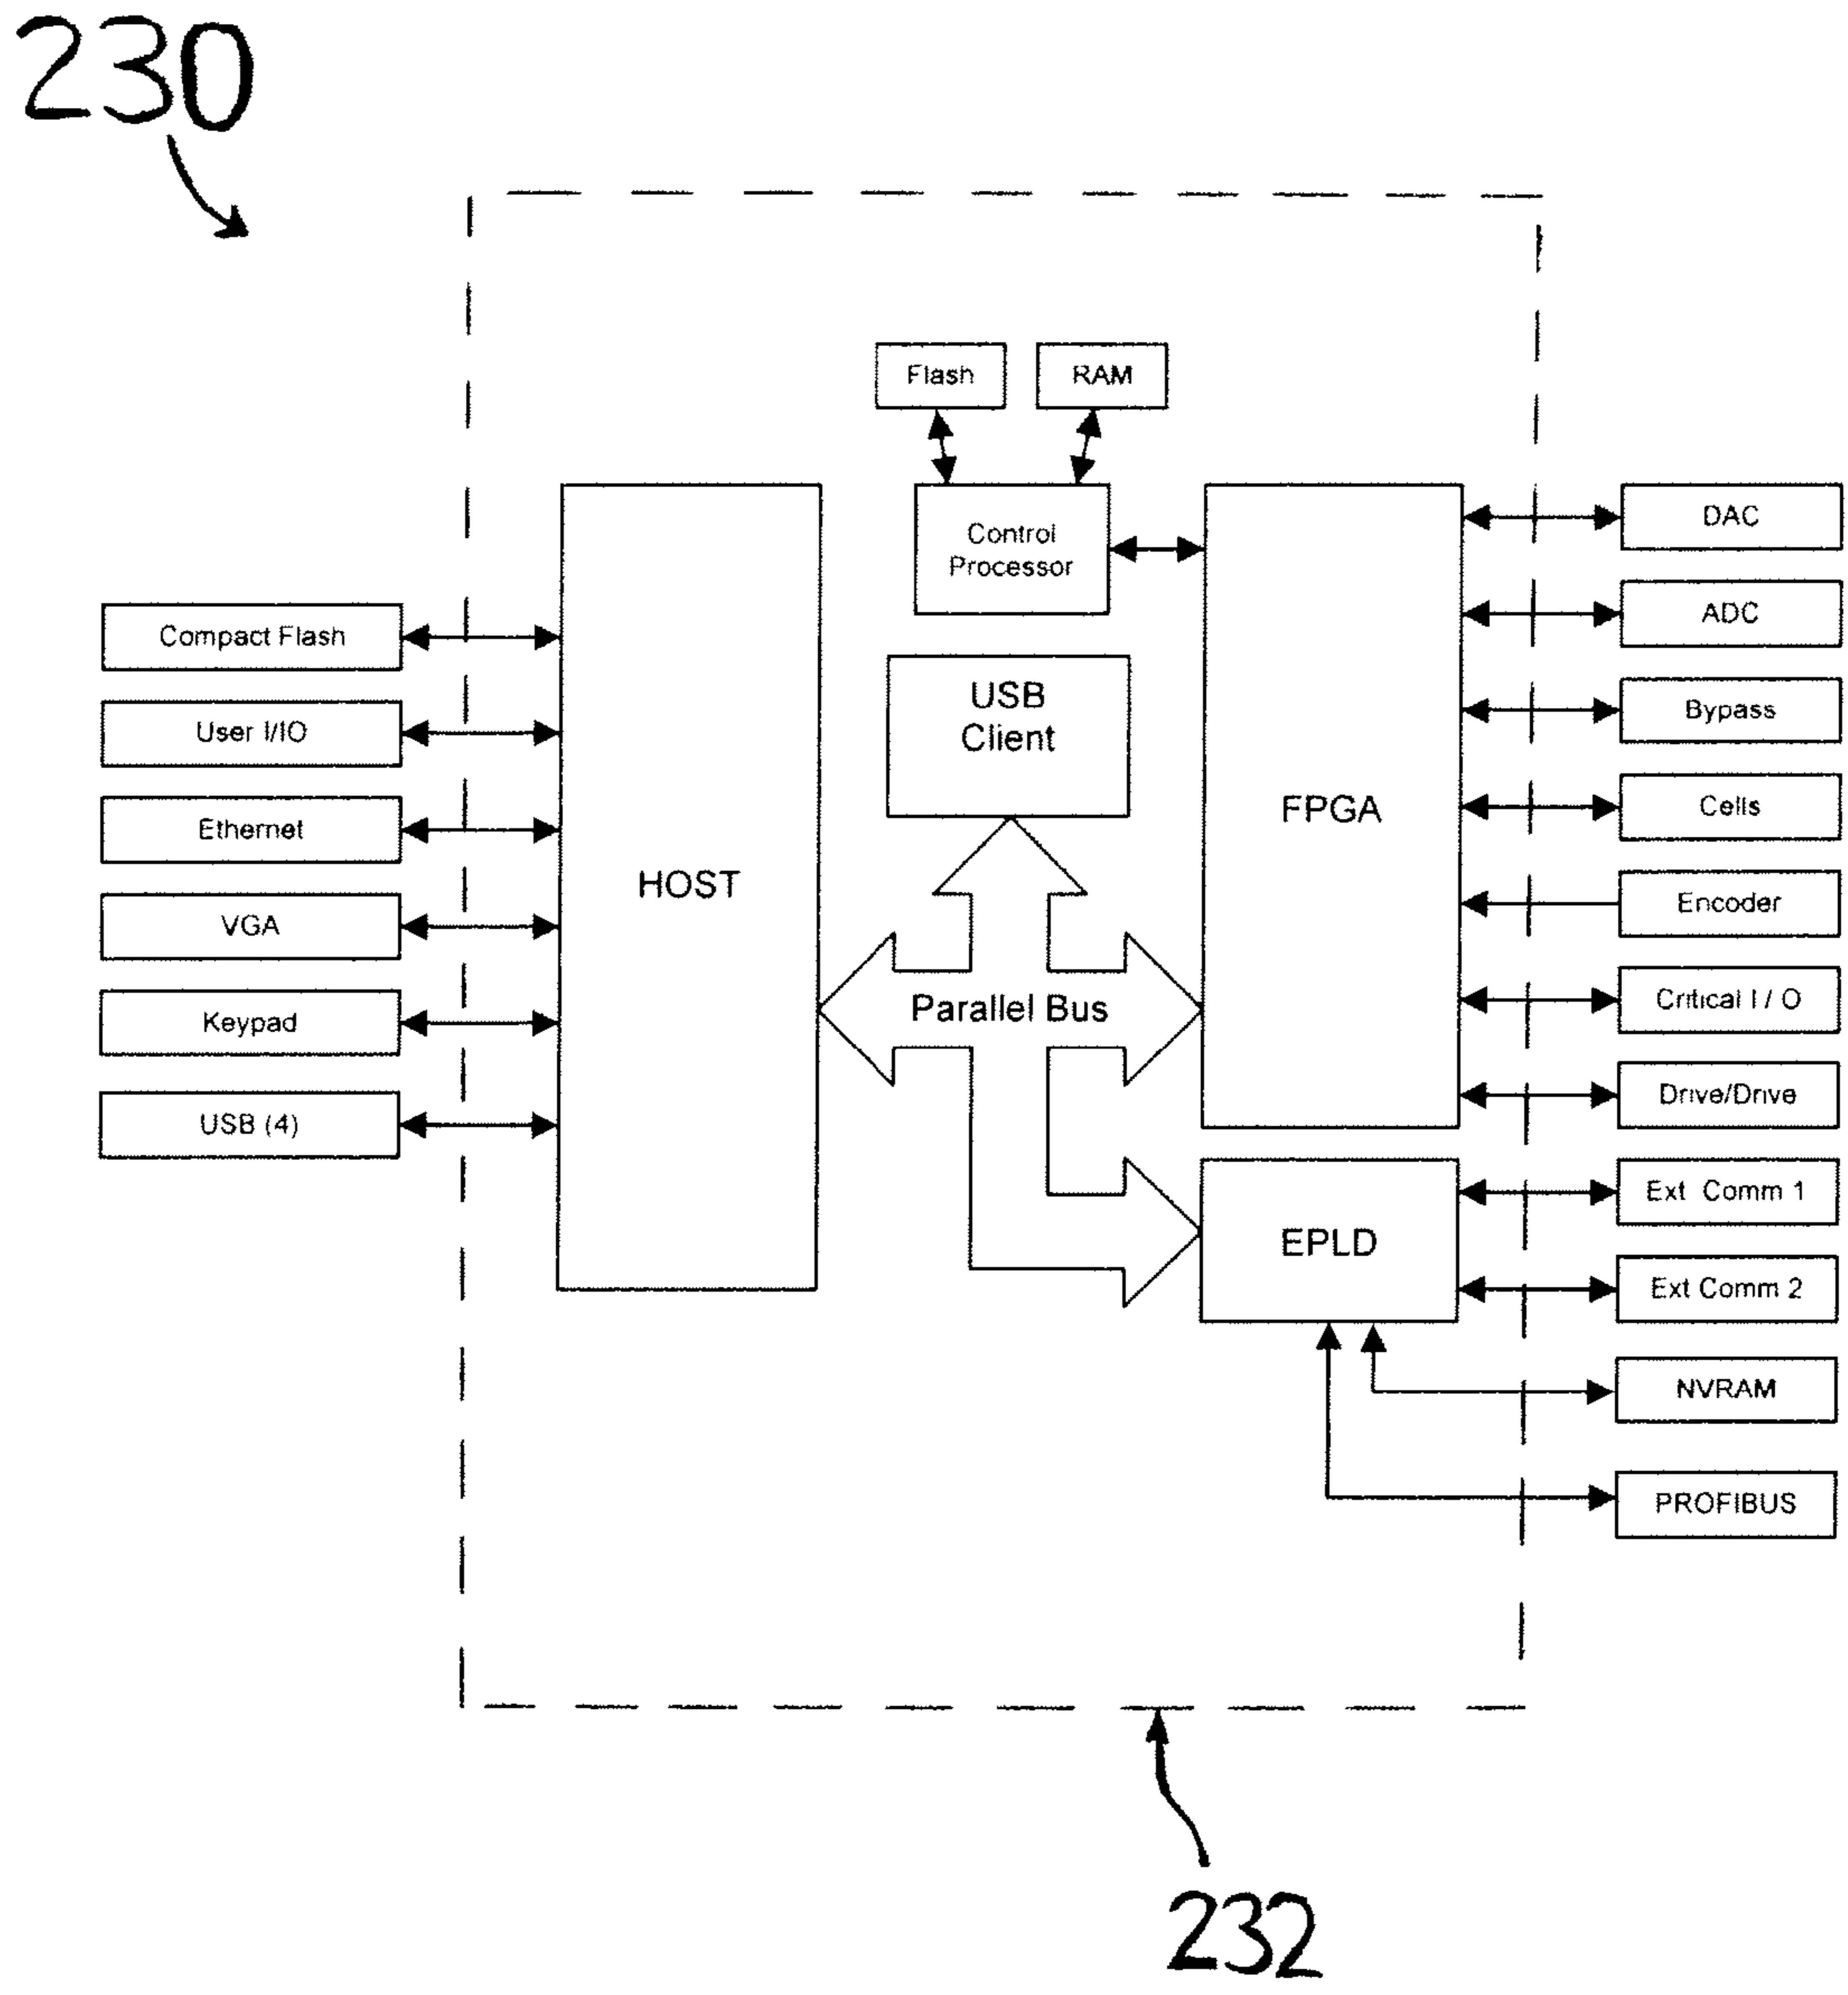 230
Flash
RAM
Control
Processor
USB
Client
HOST
FPGA
Parallel Bus
EPLD
Compact Flash
User I/IO
Ethernet
VGA
Keypad
USB (4)
DAC
ADC
Bypass
Cells
Encoder
Critical I / O
Drive/Drive
Ext Comm 1
Ext Comm 2
NVRAM
PROFIBUS
232